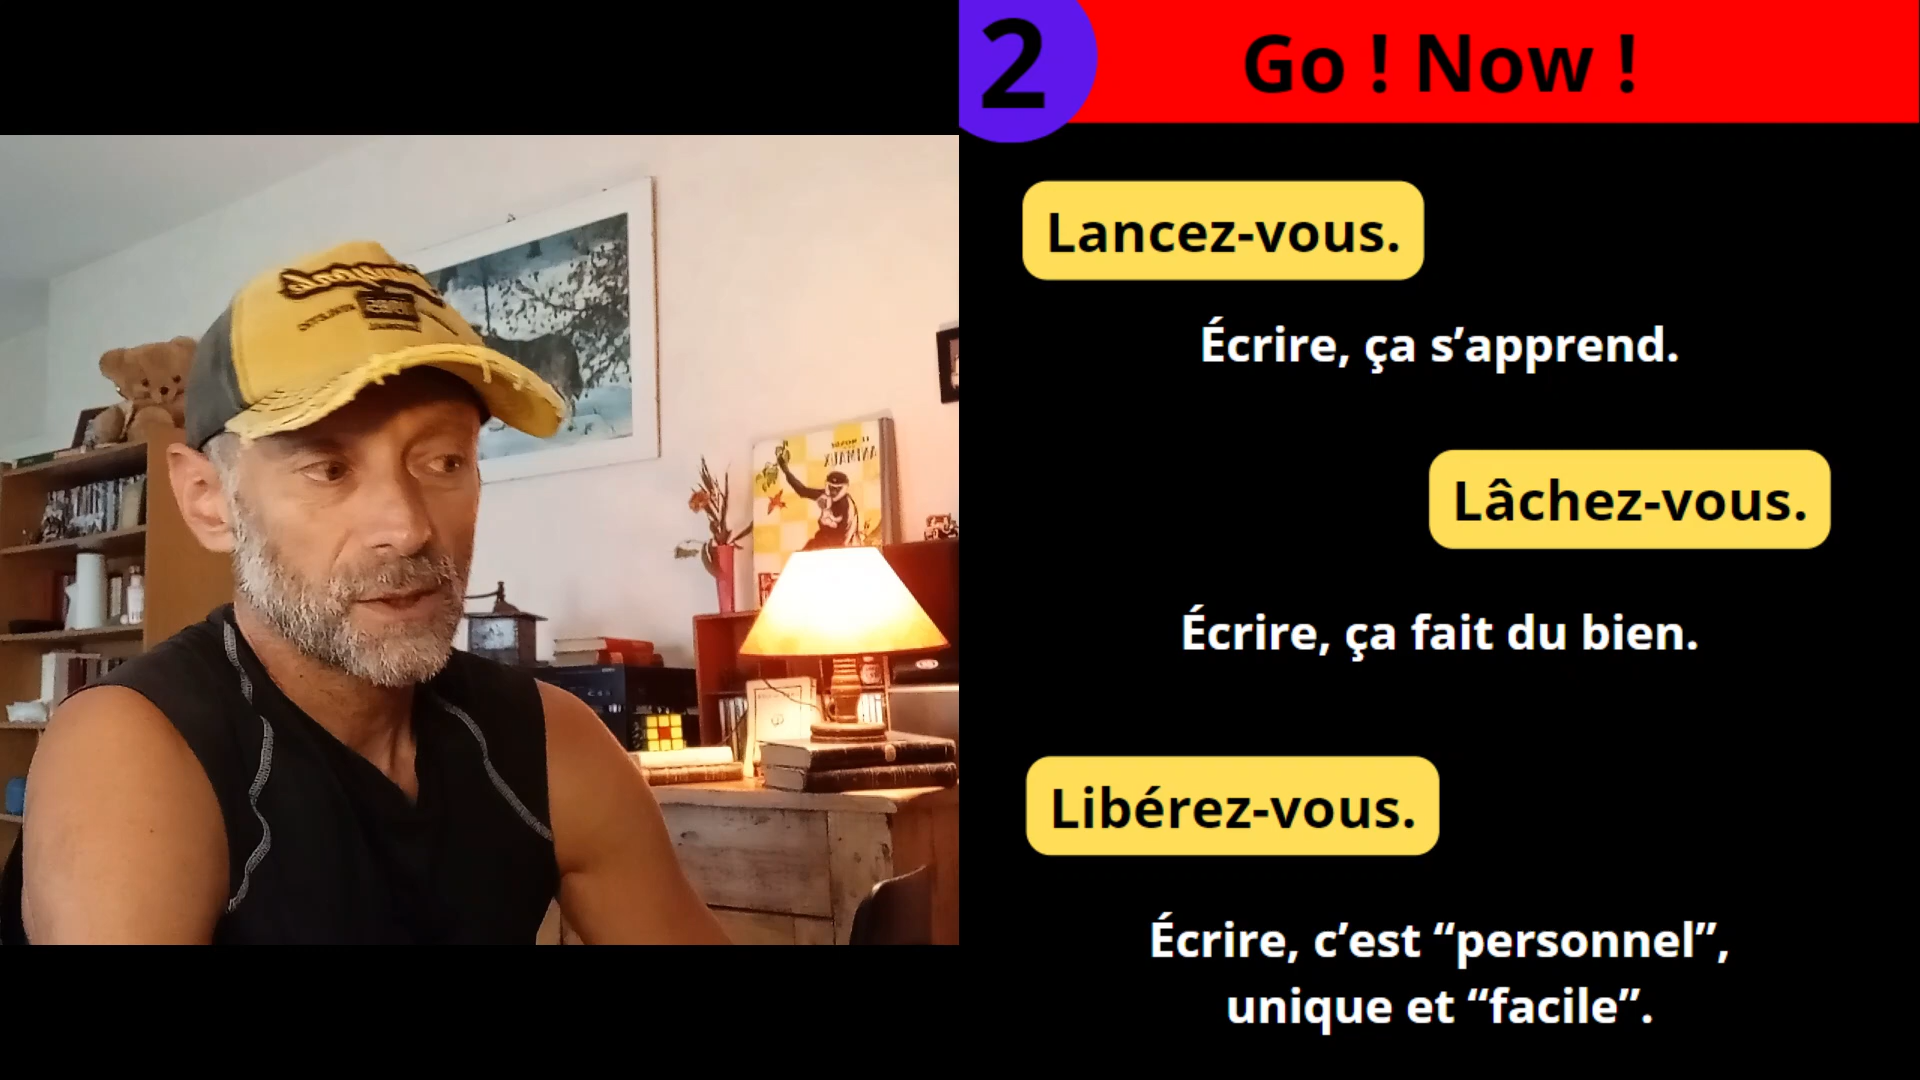 2
Go ! Now !
Lancez-vous.
Écrire, ça s’apprend.
Lâchez-vous.
Écrire, ça fait du bien.
Libérez-vous.
Écrire, c’est “personnel”,
unique et “facile”.
ANIMAUX